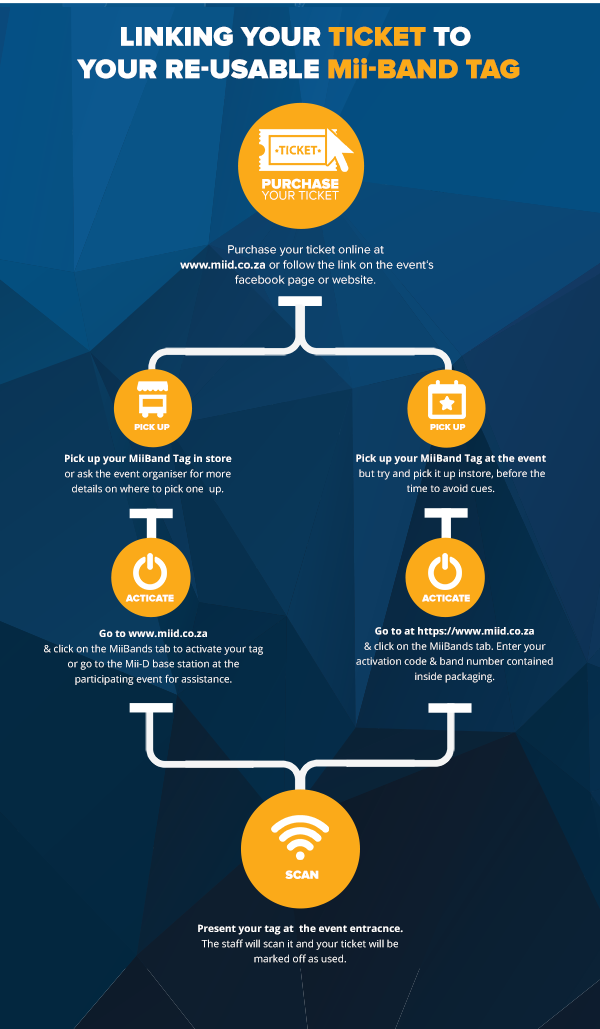 LINKING YOUR TICKET TO
YOUR RE-USABLE Mii-BAND TAG
•TICKET•
PURCHASE
YOUR TICKET
Purchase your ticket online at
www.miid.co.za or follow the link on the event's
facebook page or website.
PICK UP
Pick up your MiiBand Tag in store
or ask the event organiser for more
details on where to pick one up.
PICK UP
Pick up your MiiBand Tag at the event
but try and pick it up instore, before the
time to avoid cues.
ACTICATE
Go to www.miid.co.za
& click on the MiiBands tab to activate your tag
or go to the Mii-D base station at the
participating event for assistance.
ACTICATE
Go to at https://www.miid.co.za
& click on the MiiBands tab. Enter your
activation code & band number contained
inside packaging.
SCAN
Present your tag at the event entracnce.
The staff will scan it and your ticket will be
marked off as used.